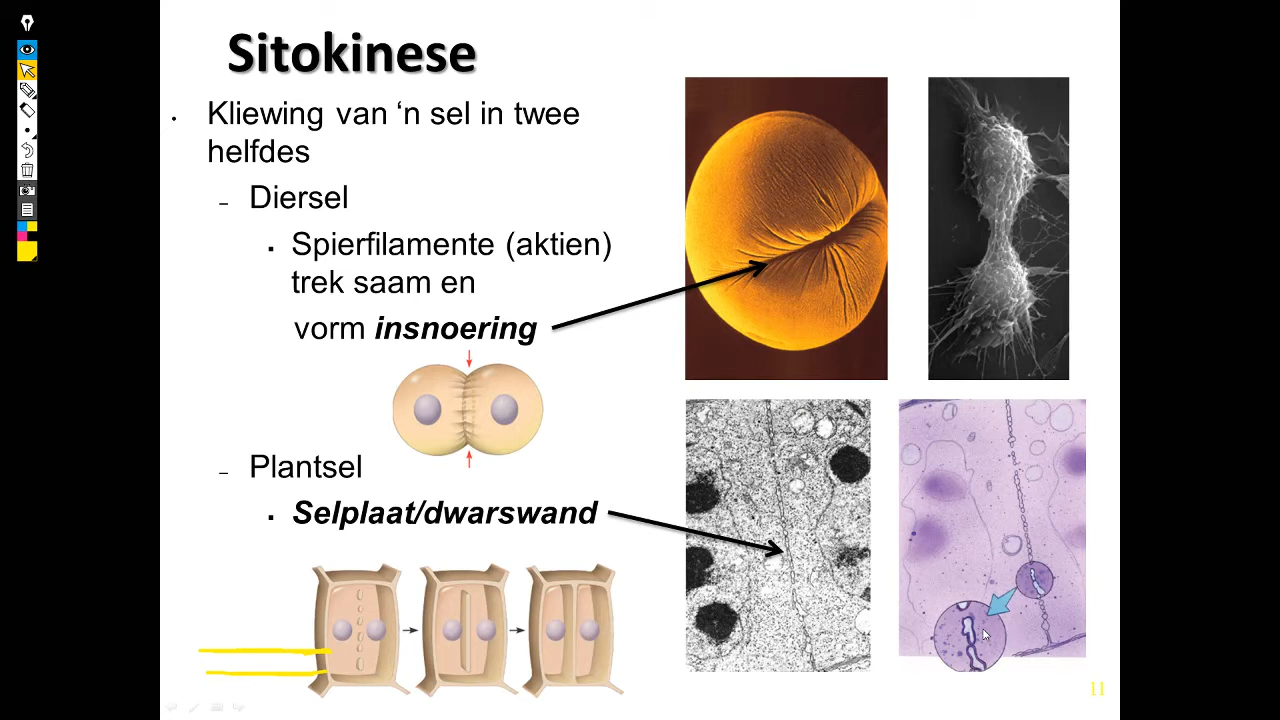 Sitokinese
• Kliewing van ‘n sel in twee
helfdes
– Diersel
▪ Spierfilamente (aktien)
trek saam en
vorm insnoering
– Plantsel
▪ Selplaat/dwarswand
11